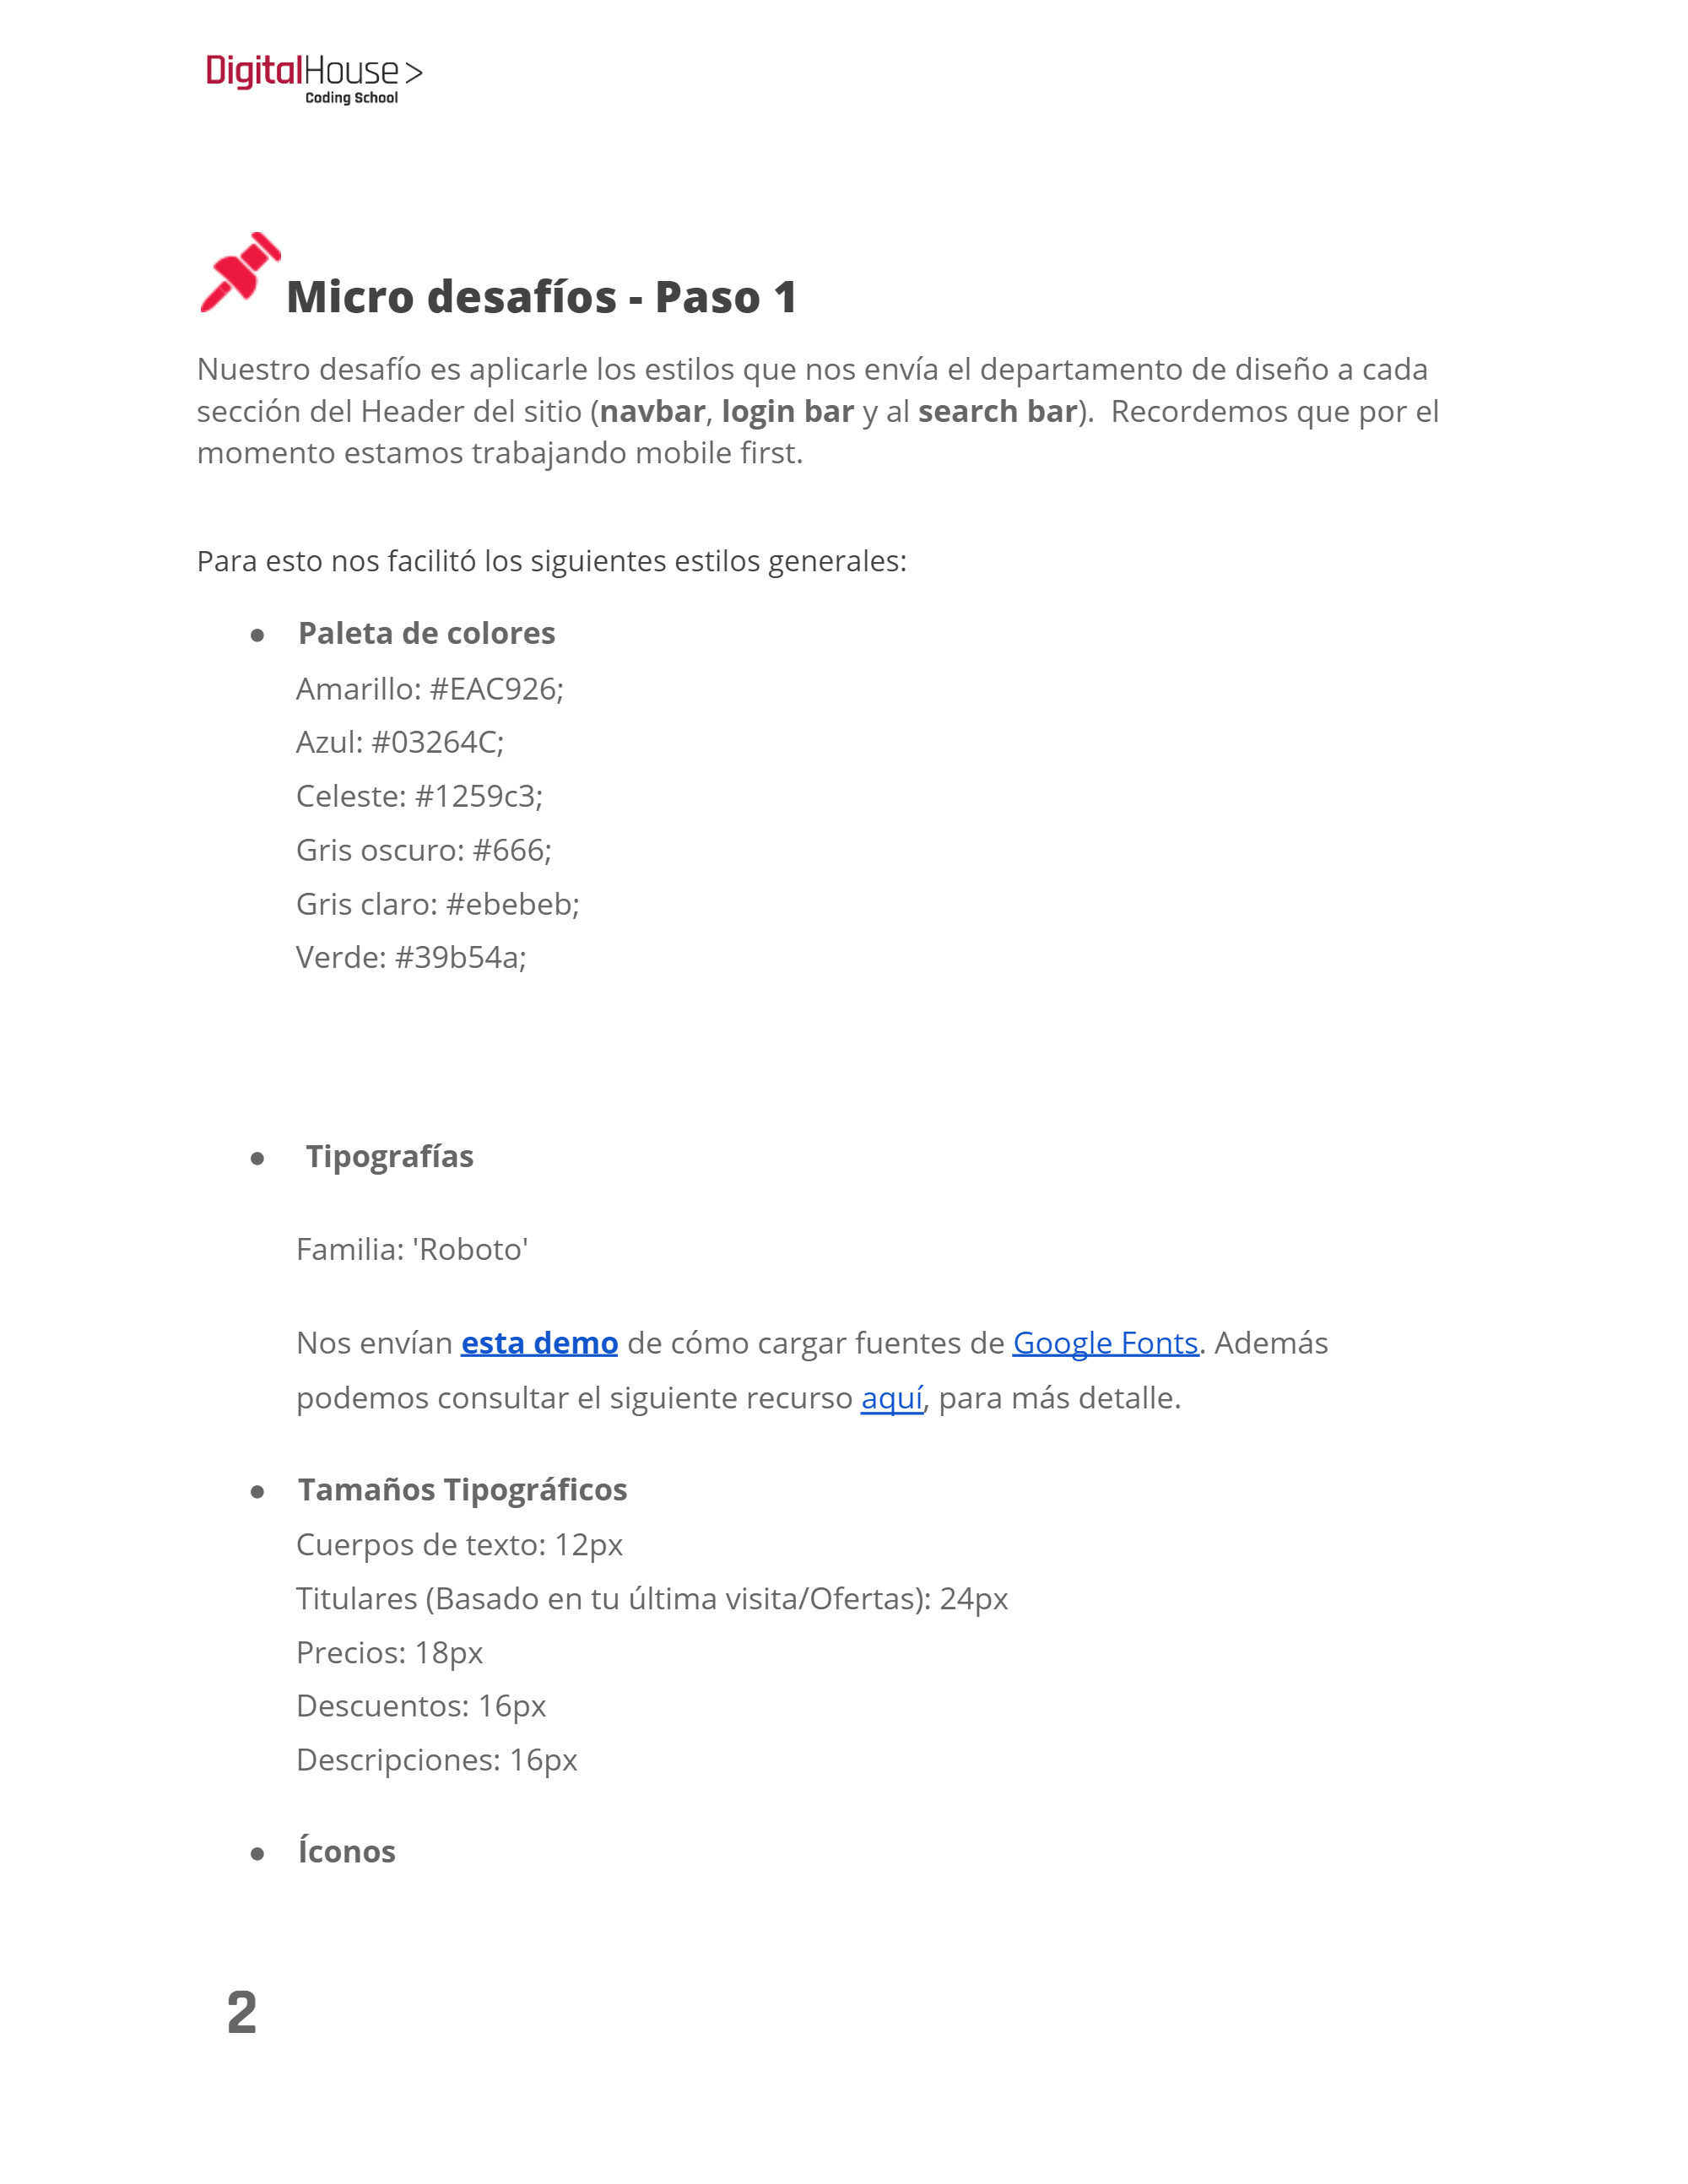 DigitalHouse >
Coding School
Micro desafíos - Paso 1
Nuestro desafío es aplicarle los estilos que nos envía el departamento de diseño a cada
sección del Header del sitio (navbar, login bar y al search bar).  Recordemos que por el
momento estamos trabajando mobile first.
Para esto nos facilitó los siguientes estilos generales:
● Paleta de colores
Amarillo: #EAC926;
Azul: #03264C;
Celeste: #1259c3;
Gris oscuro: #666;
Gris claro: #ebebeb;
Verde: #39b54a;
● Tipografías
Familia: 'Roboto'
Nos envían esta demo de cómo cargar fuentes de Google Fonts. Además
podemos consultar el siguiente recurso aquí, para más detalle.
● Tamaños Tipográficos
Cuerpos de texto: 12px
Titulares (Basado en tu última visita/Ofertas): 24px
Precios: 18px
Descuentos: 16px
Descripciones: 16px
● Íconos
2